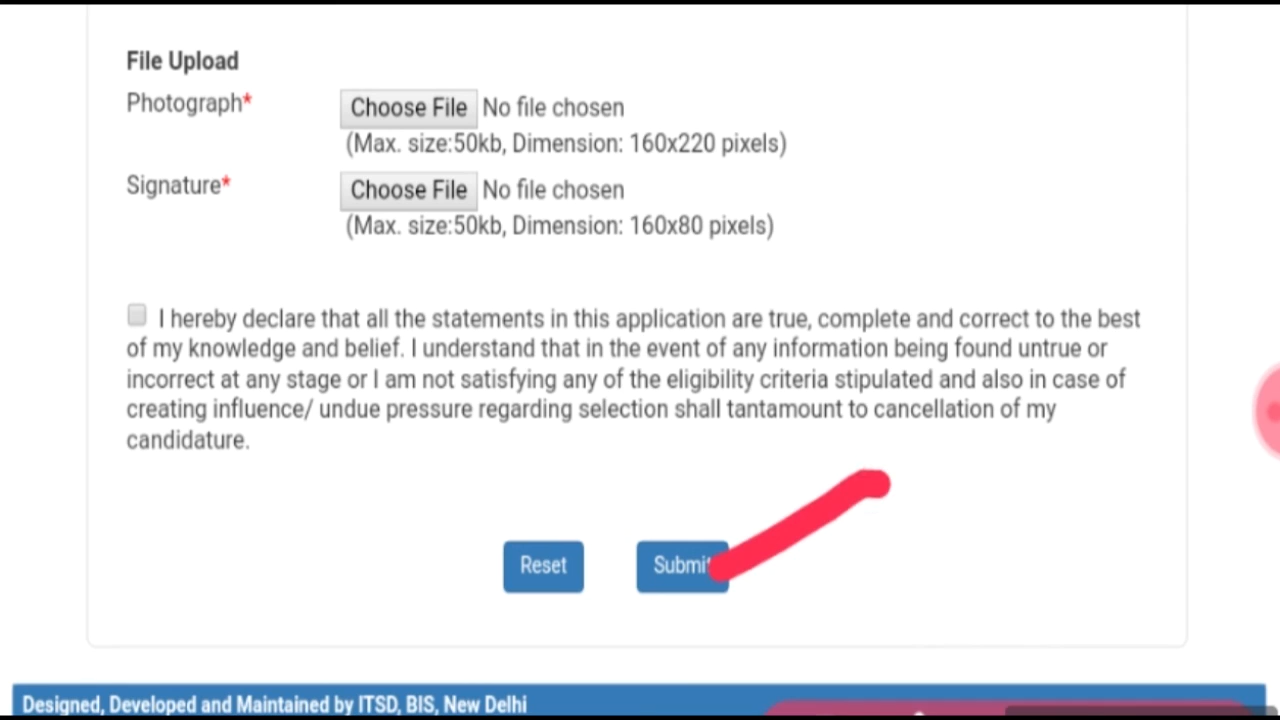 File Upload
Photograph*
Choose File No file chosen
(Max. size:50kb, Dimension: 160x220 pixels)
Signature*
Choose File No file chosen
(Max. size:50kb, Dimension: 160x80 pixels)
I hereby declare that all the statements in this application are true, complete and correct to the best
of my knowledge and belief. I understand that in the event of any information being found untrue or
incorrect at any stage or I am not satisfying any of the eligibility criteria stipulated and also in case of
creating influence/ undue pressure regarding selection shall tantamount to cancellation of my
candidature.
Reset
Submit
Designed, Developed and Maintained by ITSD, BIS, New Delhi